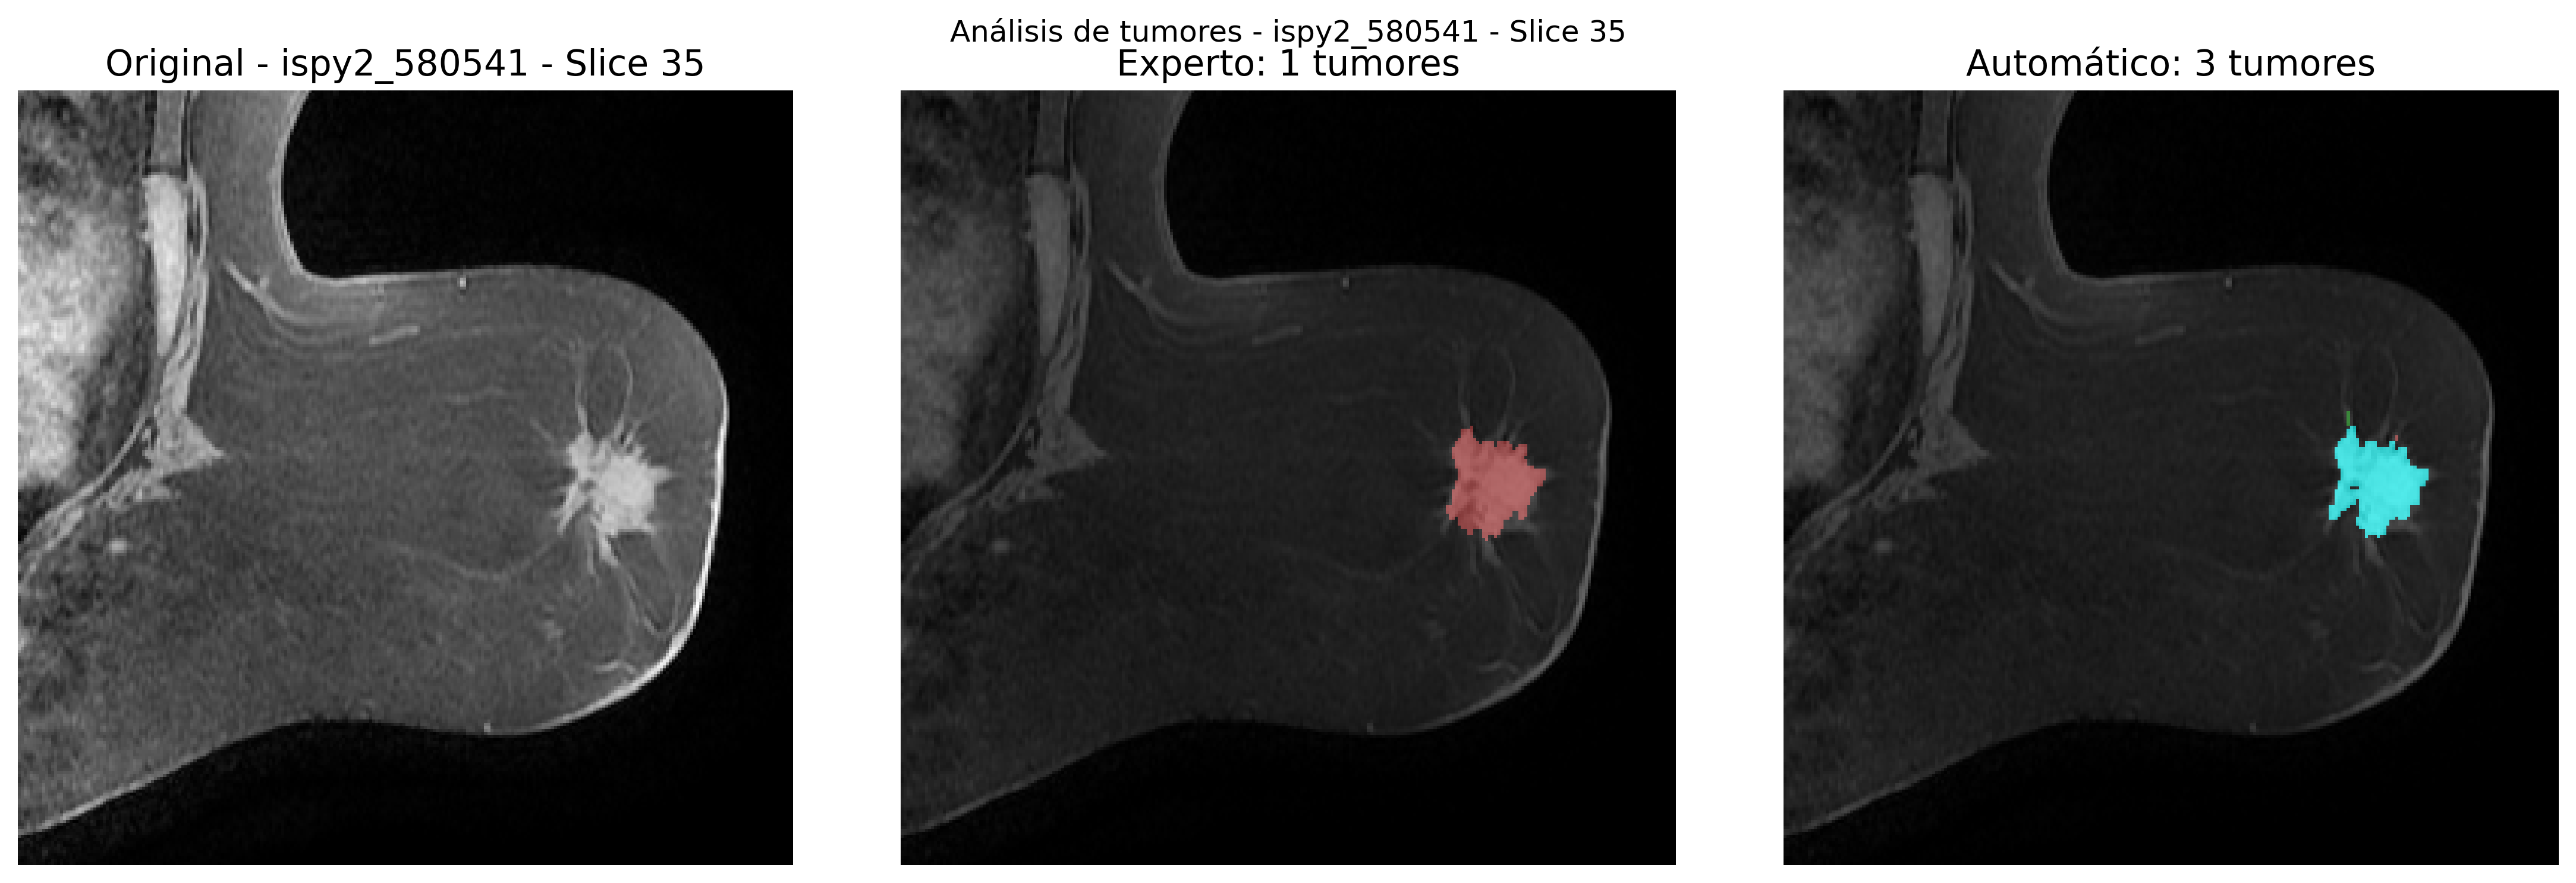 Análisis de tumores - ispy2_580541 - Slice 35
Original - ispy2_580541 - Slice 35
Experto: 1 tumores
Automático: 3 tumores